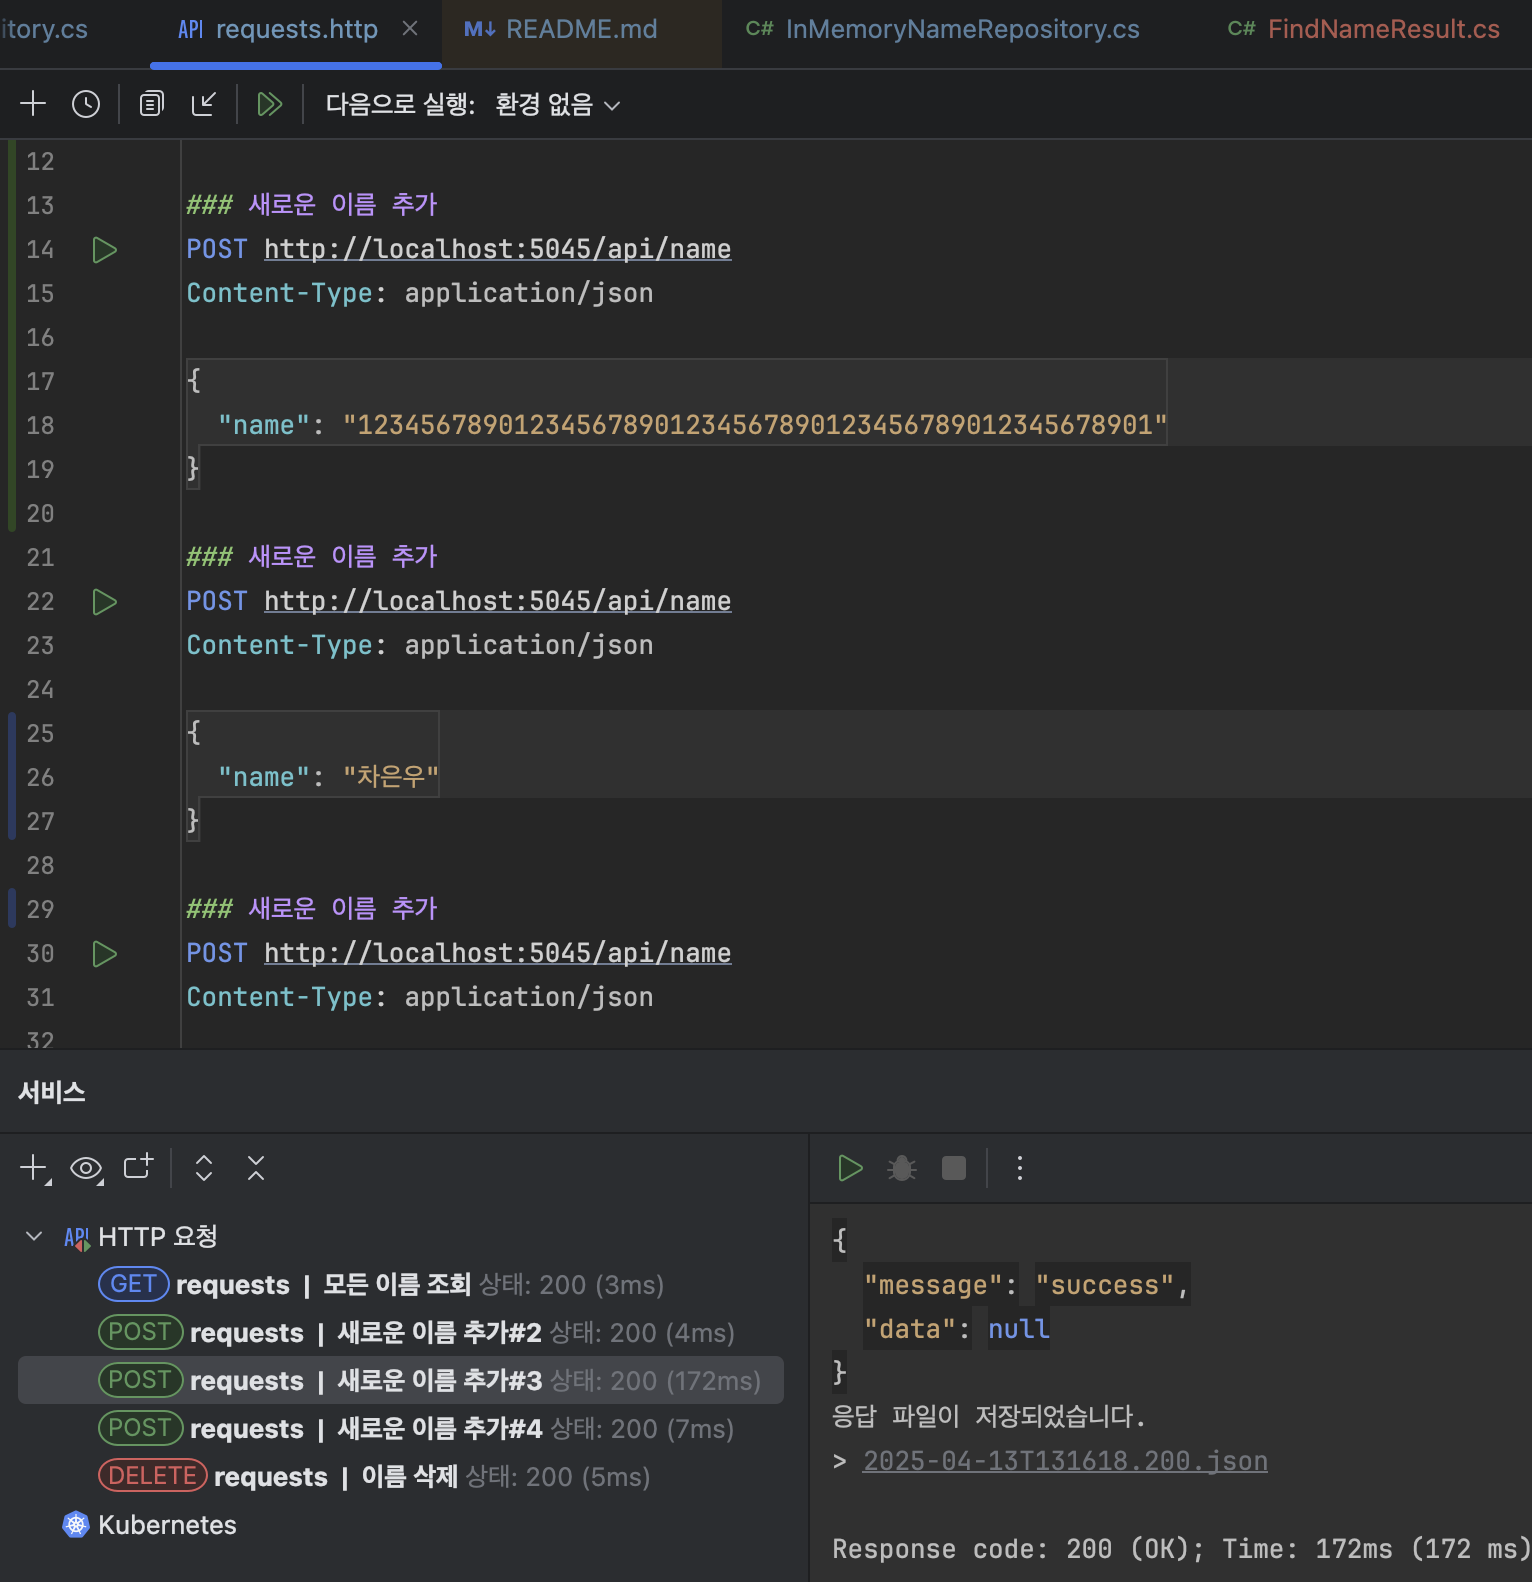 itory.cs
API requests.http
M↓ README.md
C# InMemoryNameRepository.cs
C# FindNameResult.cs
다음으로 실행: 환경 없음
12
13 ### 새로운 이름 추가
14 POST http://localhost:5045/api/name
15 Content-Type: application/json
16
17 {
18 "name": "123456789012345678901234567890123456789012345678901"
19 }
20
21 ### 새로운 이름 추가
22 POST http://localhost:5045/api/name
23 Content-Type: application/json
24
25 {
26 "name": "차은우"
27 }
28
29 ### 새로운 이름 추가
30 POST http://localhost:5045/api/name
31 Content-Type: application/json
32
서비스
API HTTP 요청
GET requests | 모든 이름 조회 상태: 200 (3ms)
POST requests | 새로운 이름 추가#2 상태: 200 (4ms)
POST requests | 새로운 이름 추가#3 상태: 200 (172ms)
POST requests | 새로운 이름 추가#4 상태: 200 (7ms)
DELETE requests | 이름 삭제 상태: 200 (5ms)
Kubernetes
{
"message": "success",
"data": null
}
응답 파일이 저장되었습니다.
> 2025-04-13T131618.200.json
Response code: 200 (OK); Time: 172ms (172 ms)